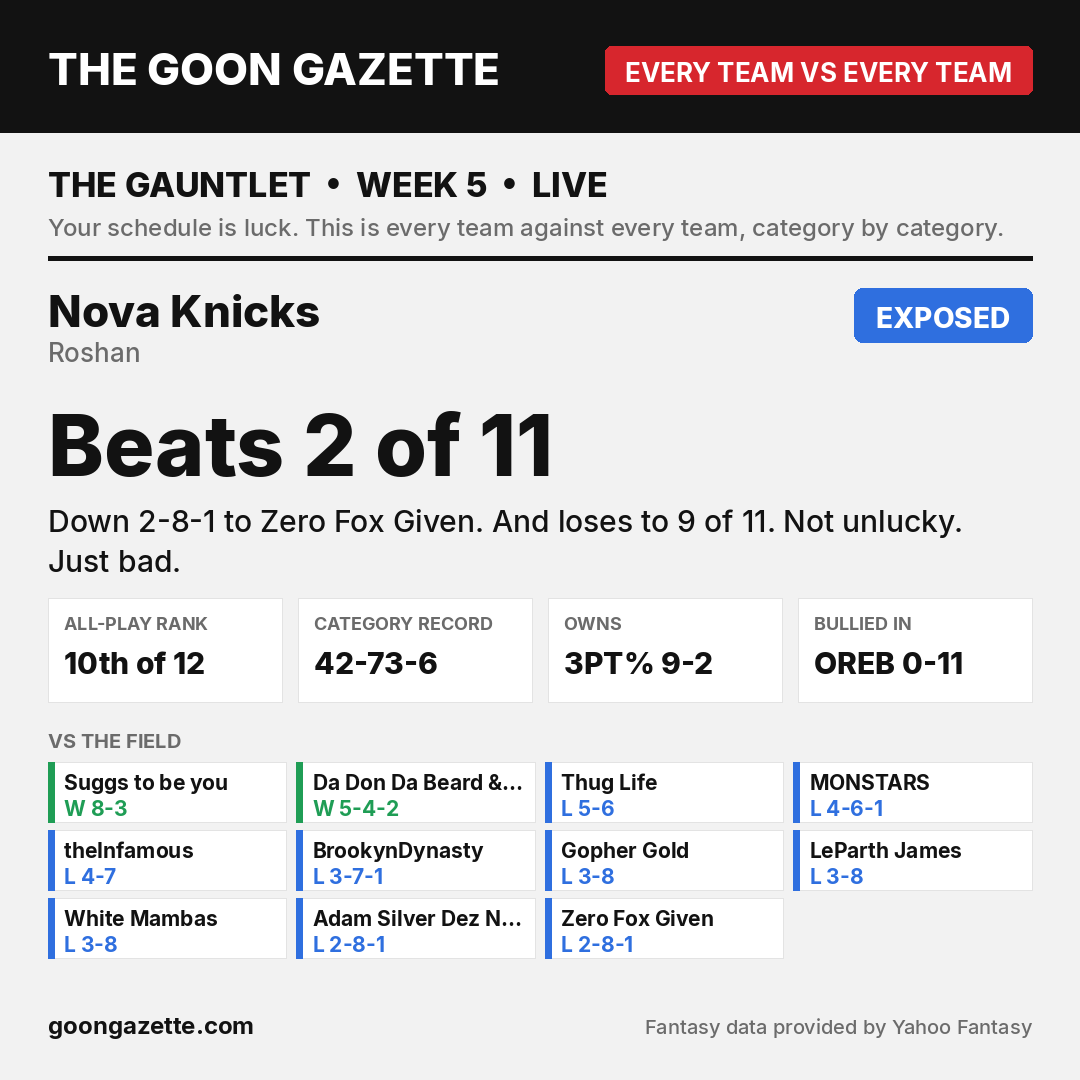 THE GOON GAZETTE
EVERY TEAM VS EVERY TEAM
THE GAUNTLET • WEEK 5 • LIVE
Your schedule is luck. This is every team against every team, category by category.
Nova Knicks
EXPOSED
Roshan
Beats 2 of 11
Down 2-8-1 to Zero Fox Given. And loses to 9 of 11. Not unlucky.
Just bad.
ALL-PLAY RANK
10th of 12
CATEGORY RECORD
42-73-6
OWNS
3PT% 9-2
BULLIED IN
OREB 0-11
VS THE FIELD
Suggs to be you
W 8-3
Da Don Da Beard &...
W 5-4-2
Thug Life
L 5-6
MONSTARS
L 4-6-1
theInfamous
L 4-7
BrookynDynasty
L 3-7-1
Gopher Gold
L 3-8
LeParth James
L 3-8
White Mambas
L 3-8
Adam Silver Dez N...
L 2-8-1
Zero Fox Given
L 2-8-1
goongazette.com
Fantasy data provided by Yahoo Fantasy